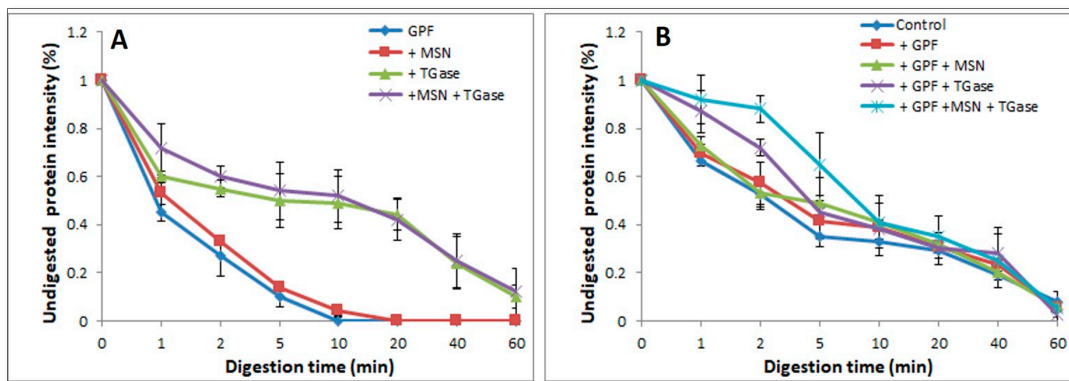 A
Undigested protein intensity (%)
1.2
1
0.8
0.6
0.4
0.2
0
0 1 2 5 10 20 40 60
Digestion time (min)
GPF
+ MSN
+ TGase
+MSN + TGase
B
Undigested protein intensity (%)
1.2
1
0.8
0.6
0.4
0.2
0
0 1 2 5 10 20 40 60
Digestion time (min)
Control
+ GPF
+ GPF + MSN
+ GPF + TGase
+ GPF +MSN + TGase